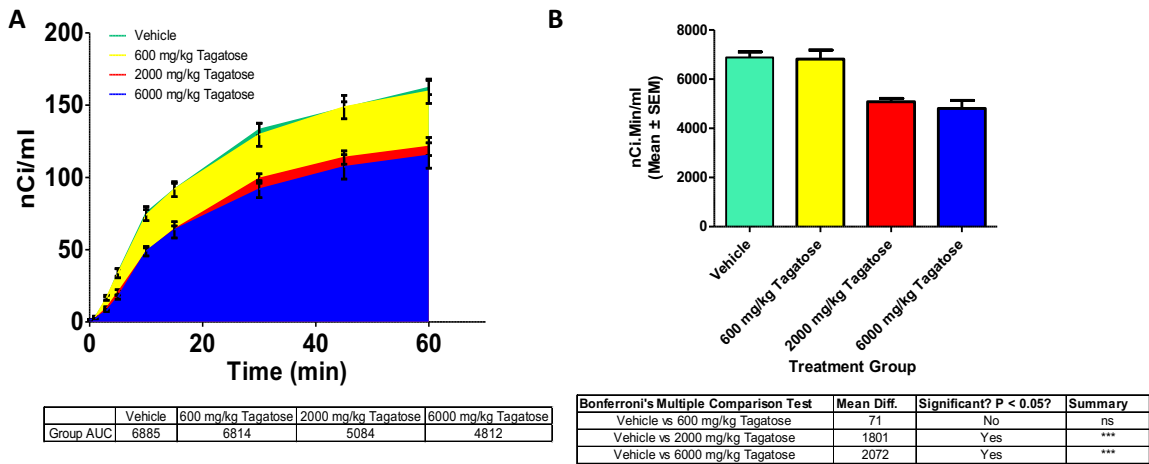 A
nCi/ml
200
150
100
50
0
Vehicle
600 mg/kg Tagatose
2000 mg/kg Tagatose
6000 mg/kg Tagatose
0 20 40 60
Time (min)
Vehicle 600 mg/kg Tagatose 2000 mg/kg Tagatose 6000 mg/kg Tagatose
Group AUC 6885 6814 5084 4812
B
nCi.Min/ml
(Mean ± SEM)
8000
6000
4000
2000
0
Vehicle
600 mg/kg Tagatose
2000 mg/kg Tagatose
6000 mg/kg Tagatose
Treatment Group
Bonferroni's Multiple Comparison Test Mean Diff. Significant? P < 0.05? Summary
Vehicle vs 600 mg/kg Tagatose 71 No ns
Vehicle vs 2000 mg/kg Tagatose 1801 Yes ***
Vehicle vs 6000 mg/kg Tagatose 2072 Yes ***